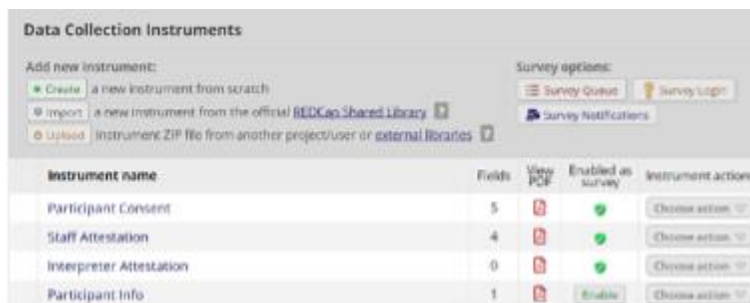 Data Collection Instruments
Add new instrument:
Create a new instrument from scratch
Import a new instrument from the official REDCap Shared Library
Upload instrument ZIP file from another project/user or external libraries
Survey options:
Survey Queue Survey Login
Survey Notifications
Instrument name Fields View PDF Enabled as survey Instrument actions
Participant Consent 5 Choose action
Staff Attestation 4 Choose action
Interpreter Attestation 0 Choose action
Participant Info 1 Enable Choose action